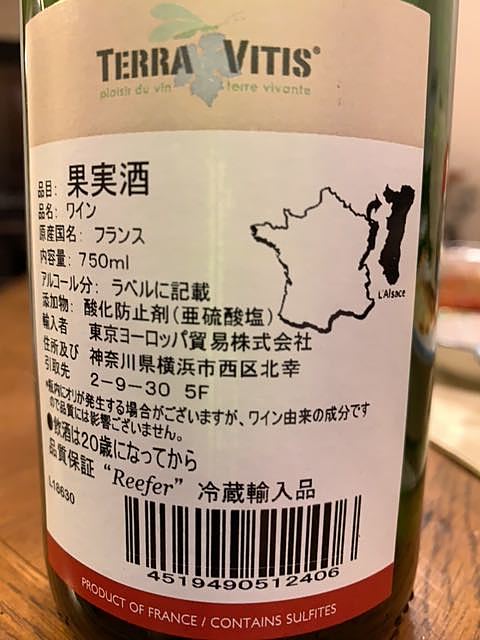 TERRA VITIS®
plaisir du vin terre vivante
品目: 果実酒
品名: ワイン
原産国名: フランス
内容量: 750ml
アルコール分: ラベルに記載
添加物: 酸化防止剤(亜硫酸塩)
輸入者 東京ヨーロッパ貿易株式会社
住所及び 神奈川県横浜市西区北幸
引取先 2-9-30 5F
*瓶内にオリが発生する場合がございますが、ワイン由来の成分です
ので品質には影響ございません。
●飲酒は20歳になってから
品質保証 "Reefer" 冷蔵輸入品
L'Alsace
L18630
4519490512406
PRODUCT OF FRANCE / CONTAINS SULFITES